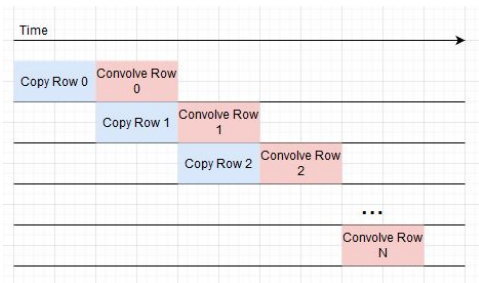 Time
Copy Row 0
Convolve Row
0
Copy Row 1
Convolve Row
1
Copy Row 2
Convolve Row
2
...
Convolve Row
N